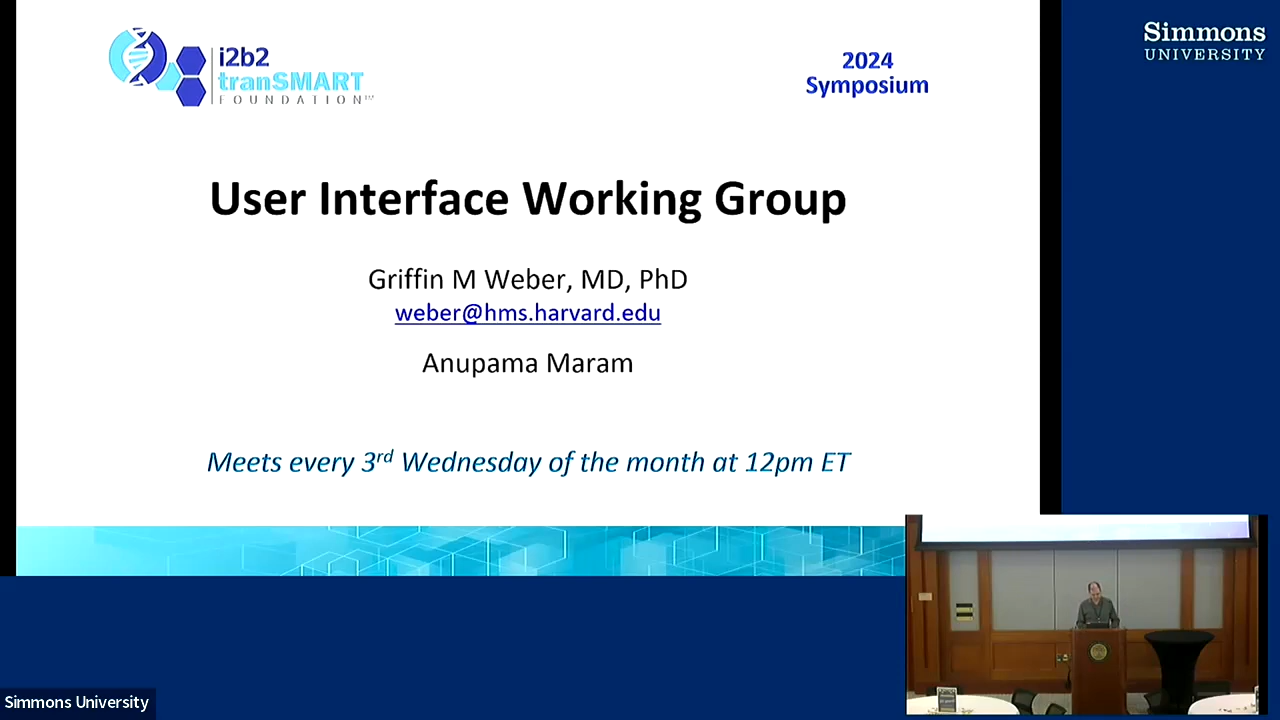 i2b2
tranSMART
FOUNDATION™
2024
Symposium
Simmons
UNIVERSITY
User Interface Working Group
Griffin M Weber, MD, PhD
weber@hms.harvard.edu
Anupama Maram
Meets every 3rd Wednesday of the month at 12pm ET
Simmons University